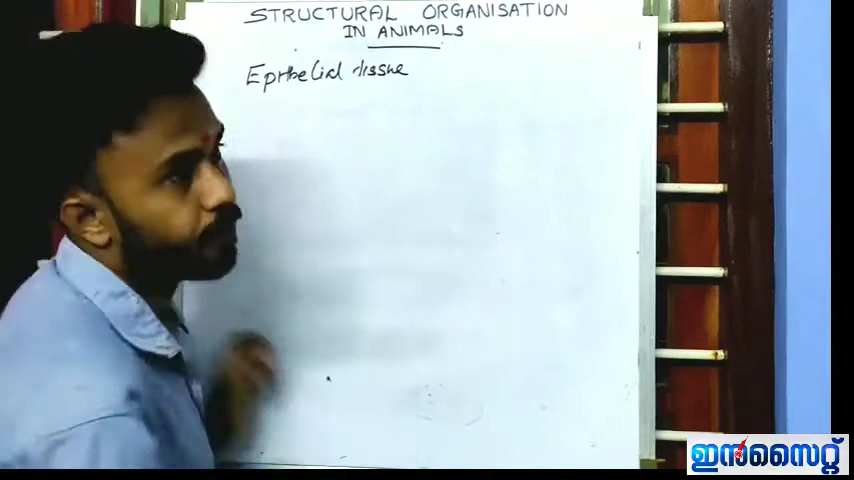 STRUCTURAL ORGANISATION
IN ANIMALS
Epithelial tissue
ഇൻസൈറ്റ്